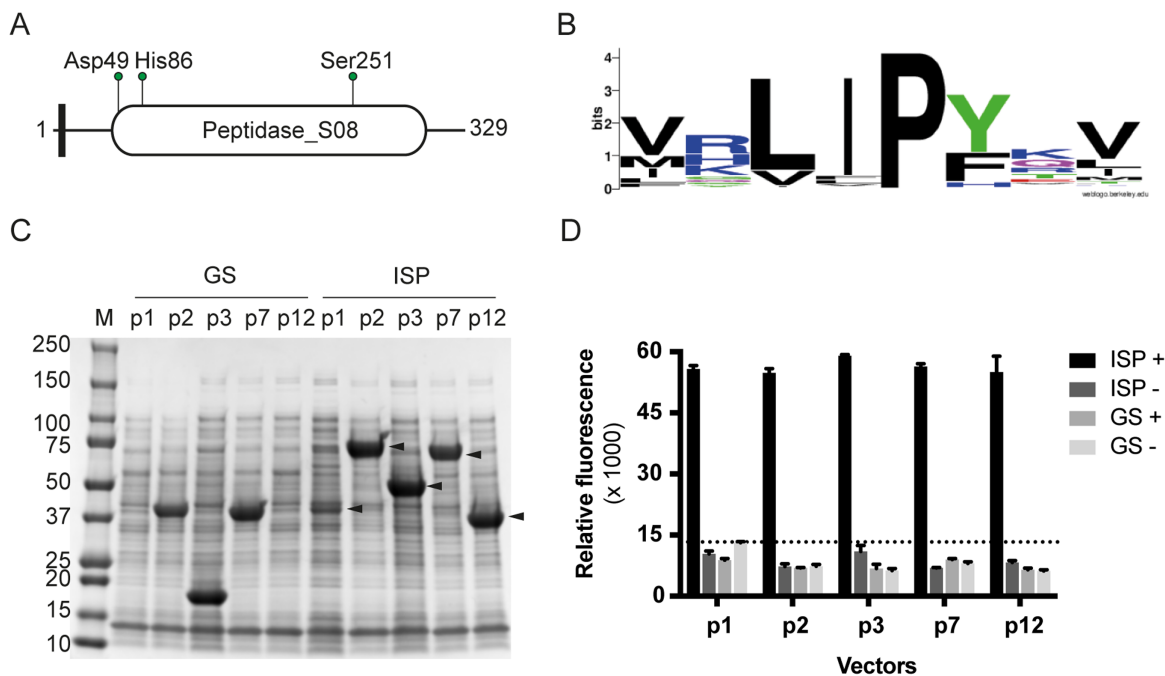 A
Asp49 His86 Ser251
1 Peptidase_S08 329
B
bits
4
3
2
1
0
V R L I P Y K V
M H V F Q
weblogo.berkeley.edu
C
GS ISP
M p1 p2 p3 p7 p12 p1 p2 p3 p7 p12
250
150
100
75
50
37
25
20
15
10
D
Relative fluorescence
(x 1000)
60
45
30
15
0
p1 p2 p3 p7 p12
Vectors
ISP +
ISP -
GS +
GS -